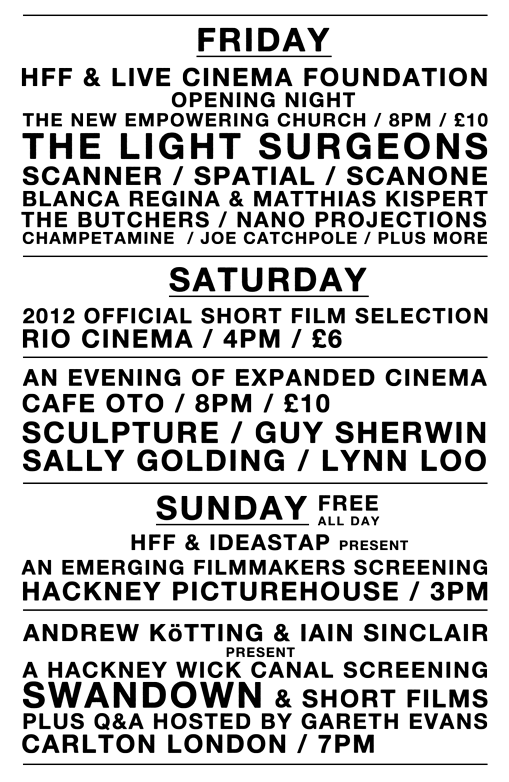 FRIDAY
HFF & LIVE CINEMA FOUNDATION
OPENING NIGHT
THE NEW EMPOWERING CHURCH / 8PM / £10
THE LIGHT SURGEONS
SCANNER / SPATIAL / SCANONE
BLANCA REGINA & MATTHIAS KISPERT
THE BUTCHERS / NANO PROJECTIONS
CHAMPETAMINE / JOE CATCHPOLE / PLUS MORE
SATURDAY
2012 OFFICIAL SHORT FILM SELECTION
RIO CINEMA / 4PM / £6
AN EVENING OF EXPANDED CINEMA
CAFE OTO / 8PM / £10
SCULPTURE / GUY SHERWIN
SALLY GOLDING / LYNN LOO
SUNDAY FREE
ALL DAY
HFF & IDEASTAP PRESENT
AN EMERGING FILMMAKERS SCREENING
HACKNEY PICTUREHOUSE / 3PM
ANDREW KöTTING & IAIN SINCLAIR
PRESENT
A HACKNEY WICK CANAL SCREENING
SWANDOWN & SHORT FILMS
PLUS Q&A HOSTED BY GARETH EVANS
CARLTON LONDON / 7PM